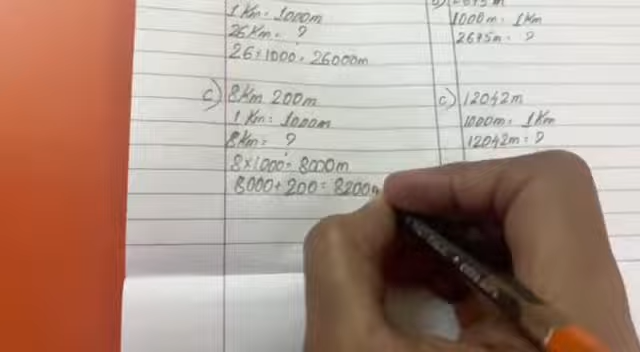 1Km = 1000m
26Km = ?
26×1000 = 26000m
c) 8Km 200m
1Km = 1000m
8Km = ?
8×1000 = 8000m
8000+200 = 8200
1000m = 1Km
2695m = ?
c) 12042m
1000m = 1Km
12042m = ?